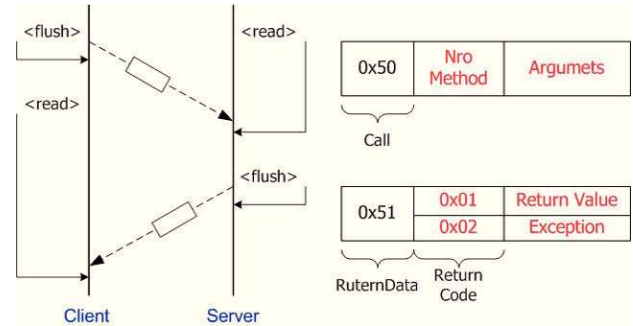 <flush>
<read>
<read>
<flush>
Client
Server
0x50
Nro
Method
Argumets
Call
0x51
0x01
Return Value
0x02
Exception
RuternData
Return
Code